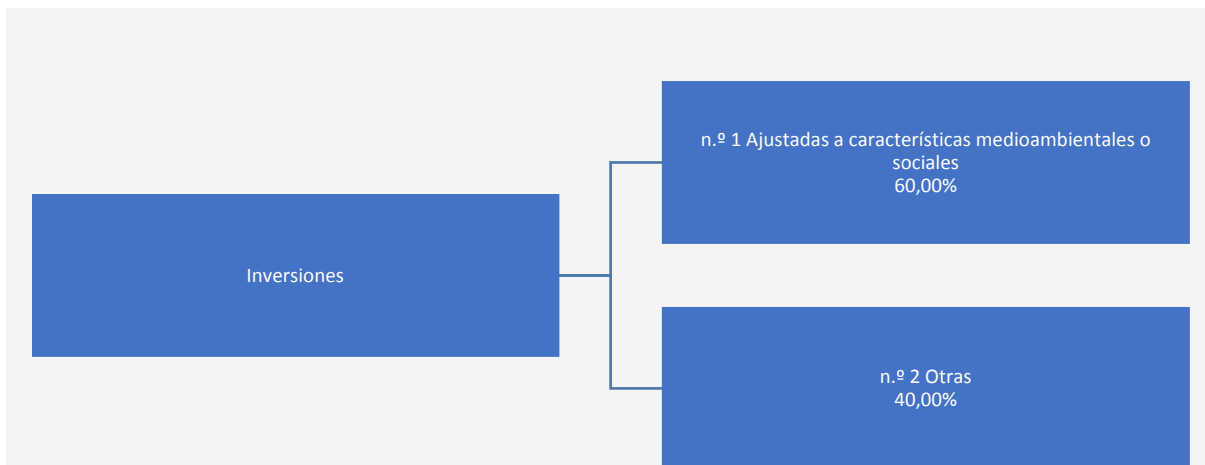 n.º 1 Ajustadas a características medioambientales o
sociales
60,00%
Inversiones
n.º 2 Otras
40,00%